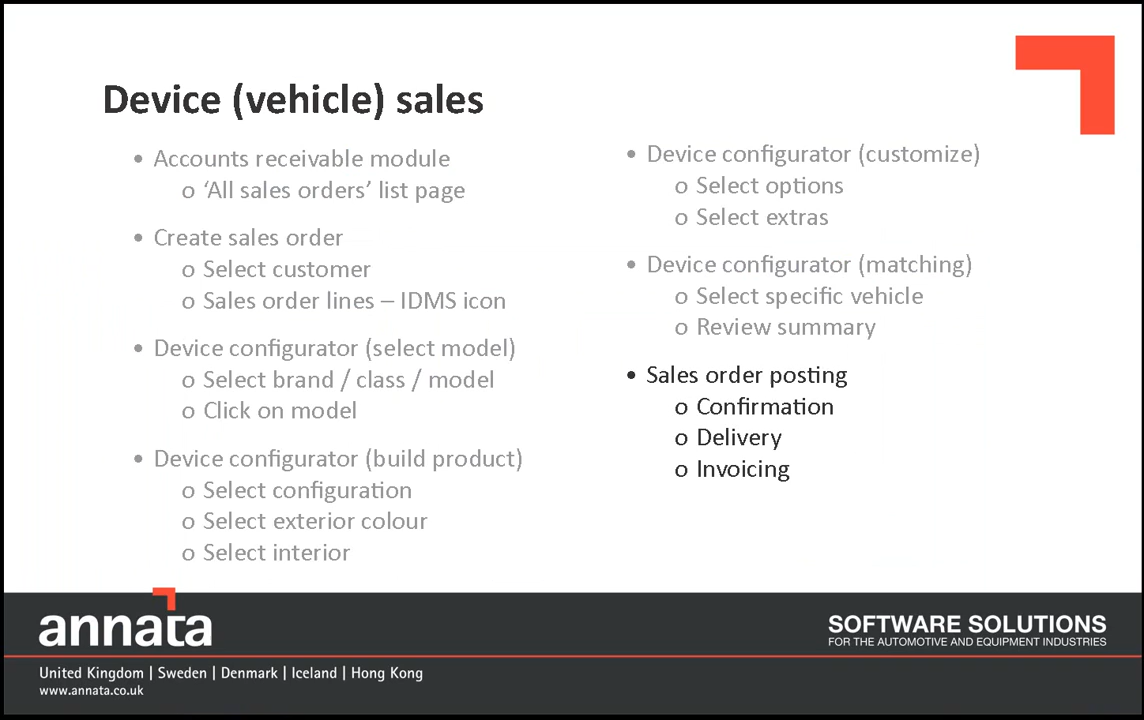 Device (vehicle) sales
• Accounts receivable module
o ‘All sales orders’ list page
• Create sales order
o Select customer
o Sales order lines – IDMS icon
• Device configurator (select model)
o Select brand / class / model
o Click on model
• Device configurator (build product)
o Select configuration
o Select exterior colour
o Select interior
• Device configurator (customize)
o Select options
o Select extras
• Device configurator (matching)
o Select specific vehicle
o Review summary
• Sales order posting
o Confirmation
o Delivery
o Invoicing
annata
United Kingdom | Sweden | Denmark | Iceland | Hong Kong
www.annata.co.uk
SOFTWARE SOLUTIONS
FOR THE AUTOMOTIVE AND EQUIPMENT INDUSTRIES